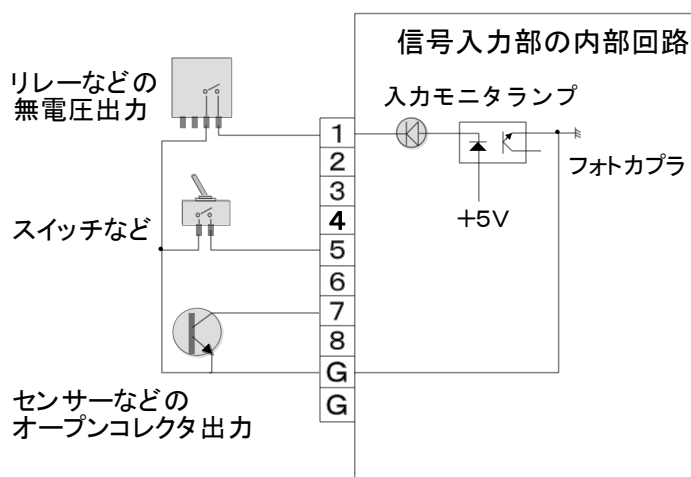 信号入力部の内部回路
リレーなどの
無電圧出力
入力モニタランプ
フォトカプラ
+5V
スイッチなど
センサーなどの
オープンコレクタ出力
1
2
3
4
5
6
7
8
G
G